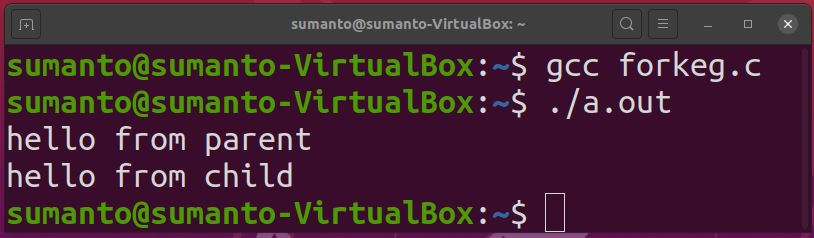 sumanto@sumanto-VirtualBox: ~
sumanto@sumanto-VirtualBox:~$ gcc forkeg.c
sumanto@sumanto-VirtualBox:~$ ./a.out
hello from parent
hello from child
sumanto@sumanto-VirtualBox:~$